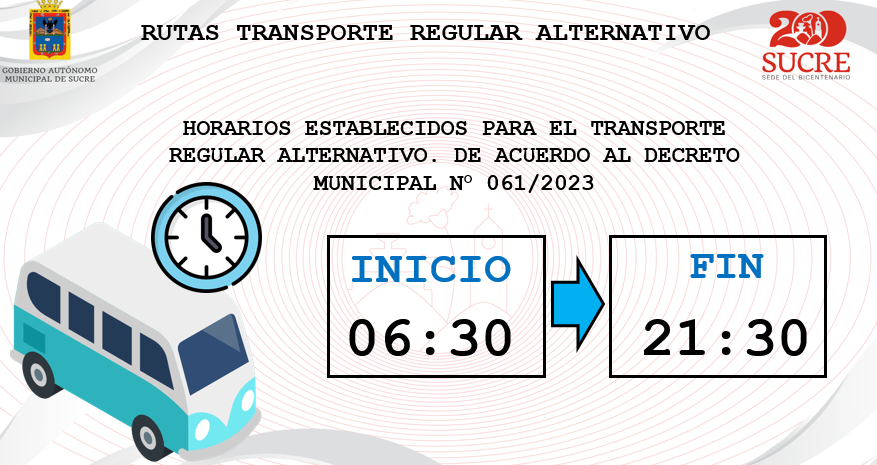 RUTAS TRANSPORTE REGULAR ALTERNATIVO
GOBIERNO AUTÓNOMO
MUNICIPAL DE SUCRE
200
SUCRE
SEDE DEL BICENTENARIO
HORARIOS ESTABLECIDOS PARA EL TRANSPORTE
REGULAR ALTERNATIVO. DE ACUERDO AL DECRETO
MUNICIPAL Nº 061/2023
INICIO
06:30
FIN
21:30